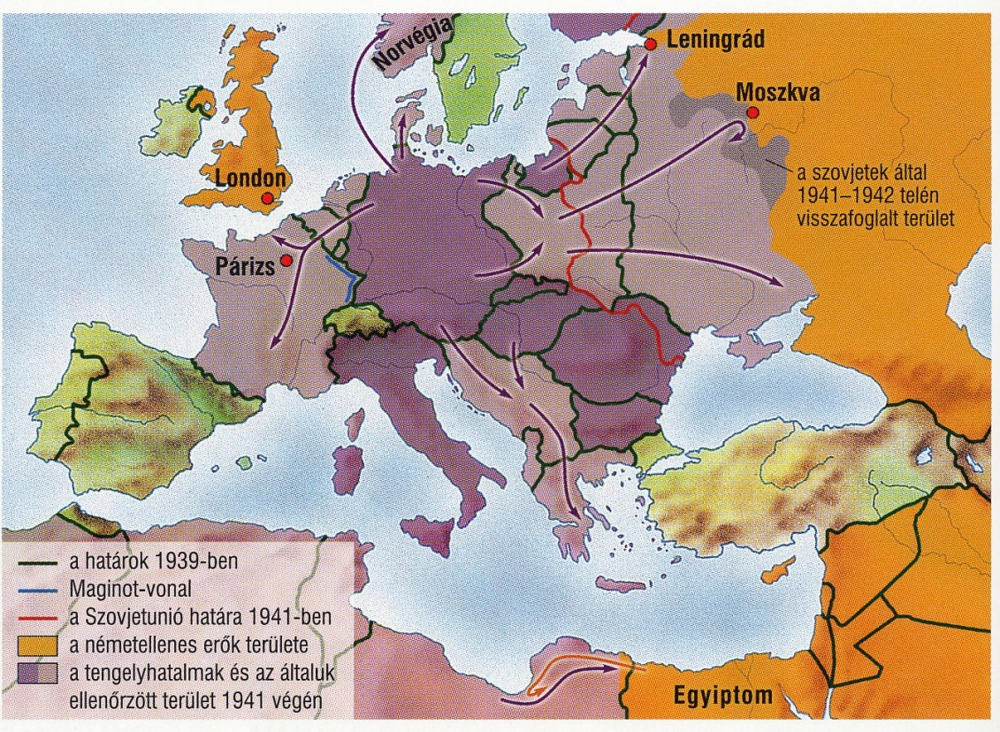 Norvégia
Leningrád
Moszkva
London
a szovjetek által
1941–1942 telén
visszafoglalt terület
Párizs
a határok 1939-ben
Maginot-vonal
a Szovjetunió határa 1941-ben
a németellenes erők területe
a tengelyhatalmak és az általuk
ellenőrzött terület 1941 végén
Egyiptom